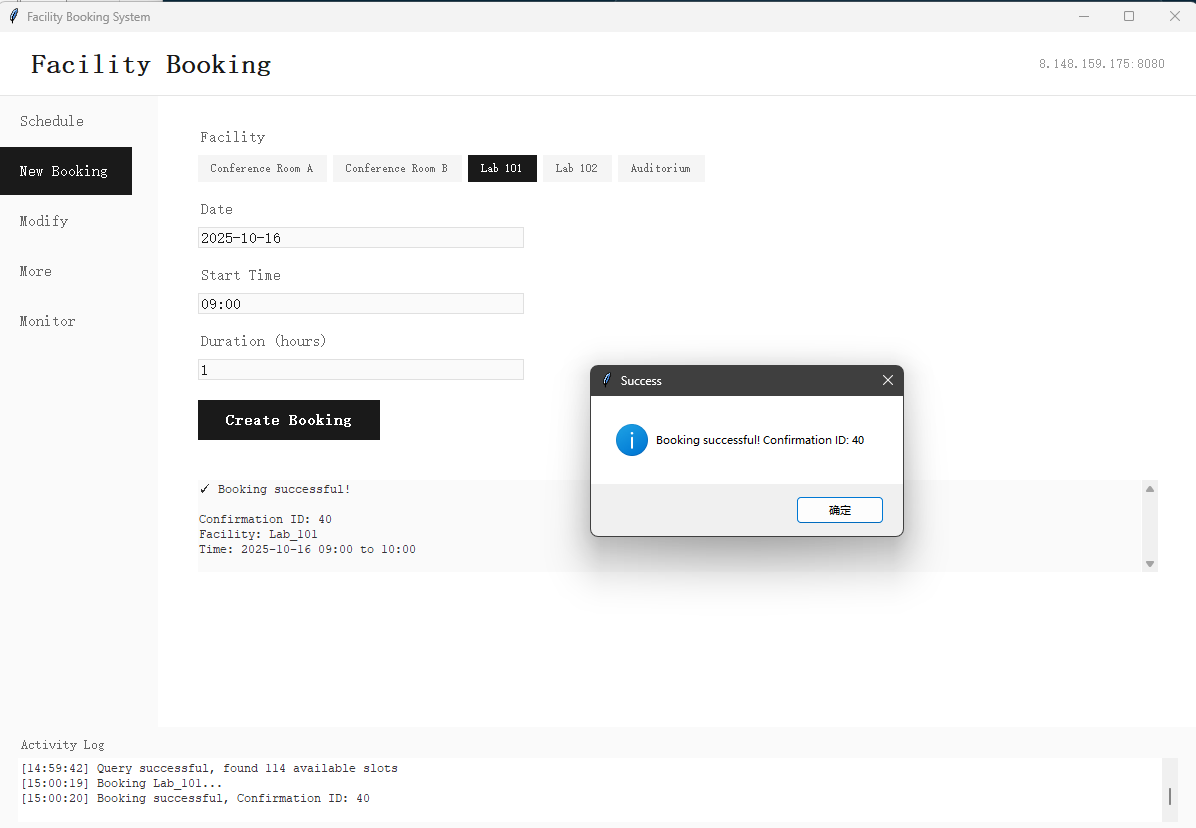 Facility Booking System
Facility Booking
8.148.159.175:8080
Schedule
New Booking
Modify
More
Monitor
Facility
Conference Room A Conference Room B Lab 101 Lab 102 Auditorium
Date
2025-10-16
Start Time
09:00
Duration (hours)
1
Create Booking
✓ Booking successful!
Confirmation ID: 40
Facility: Lab_101
Time: 2025-10-16 09:00 to 10:00
Success
Booking successful! Confirmation ID: 40
确定
Activity Log
[14:59:42] Query successful, found 114 available slots
[15:00:19] Booking Lab_101...
[15:00:20] Booking successful, Confirmation ID: 40